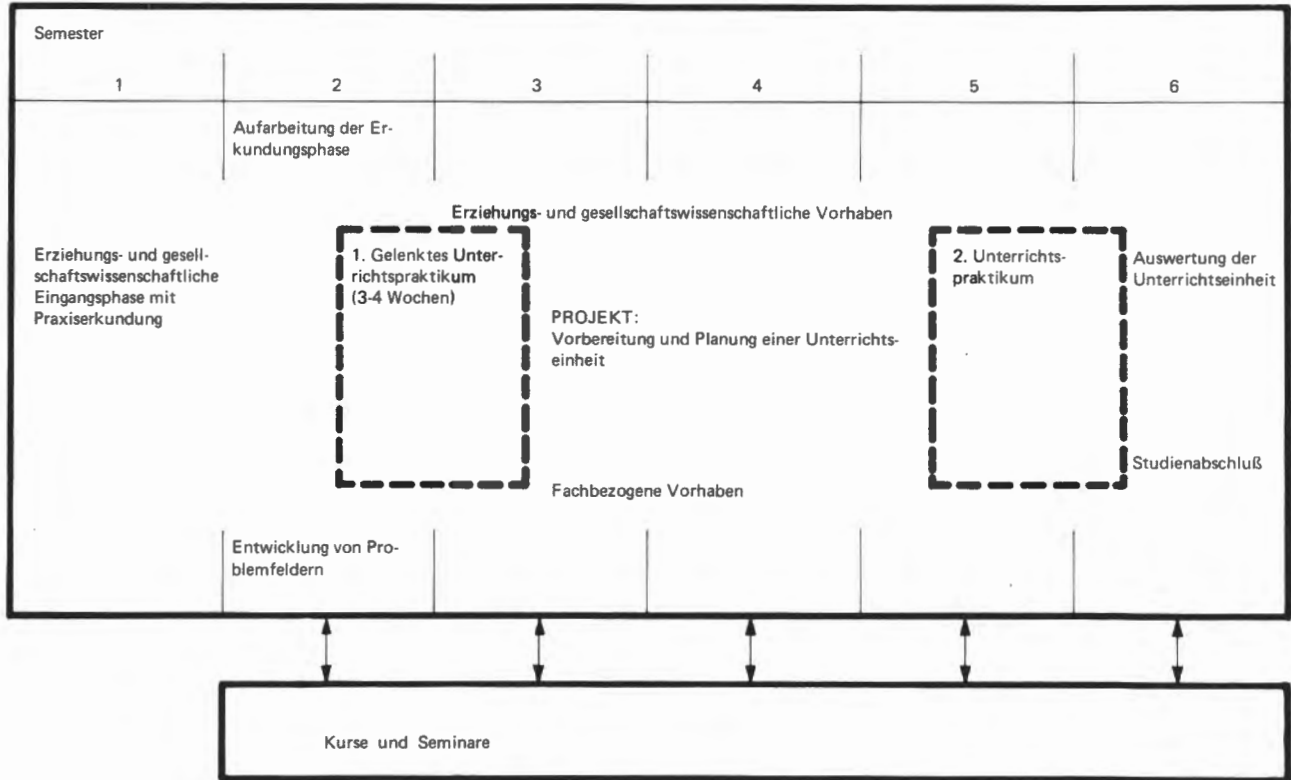 Semester
1 2 3 4 5 6
Aufarbeitung der Er-
kundungsphase
Erziehungs- und gesellschaftswissenschaftliche Vorhaben
Erziehungs- und gesell-
schaftswissenschaftliche
Eingangsphase mit
Praxiserkundung
1. Gelenktes Unter-
richtspraktikum
(3-4 Wochen)
PROJEKT:
Vorbereitung und Planung einer Unterrichts-
einheit
2. Unterrichts-
praktikum
Auswertung der
Unterrichtseinheit
Studienabschluß
Fachbezogene Vorhaben
Entwicklung von Pro-
blemfeldern
Kurse und Seminare